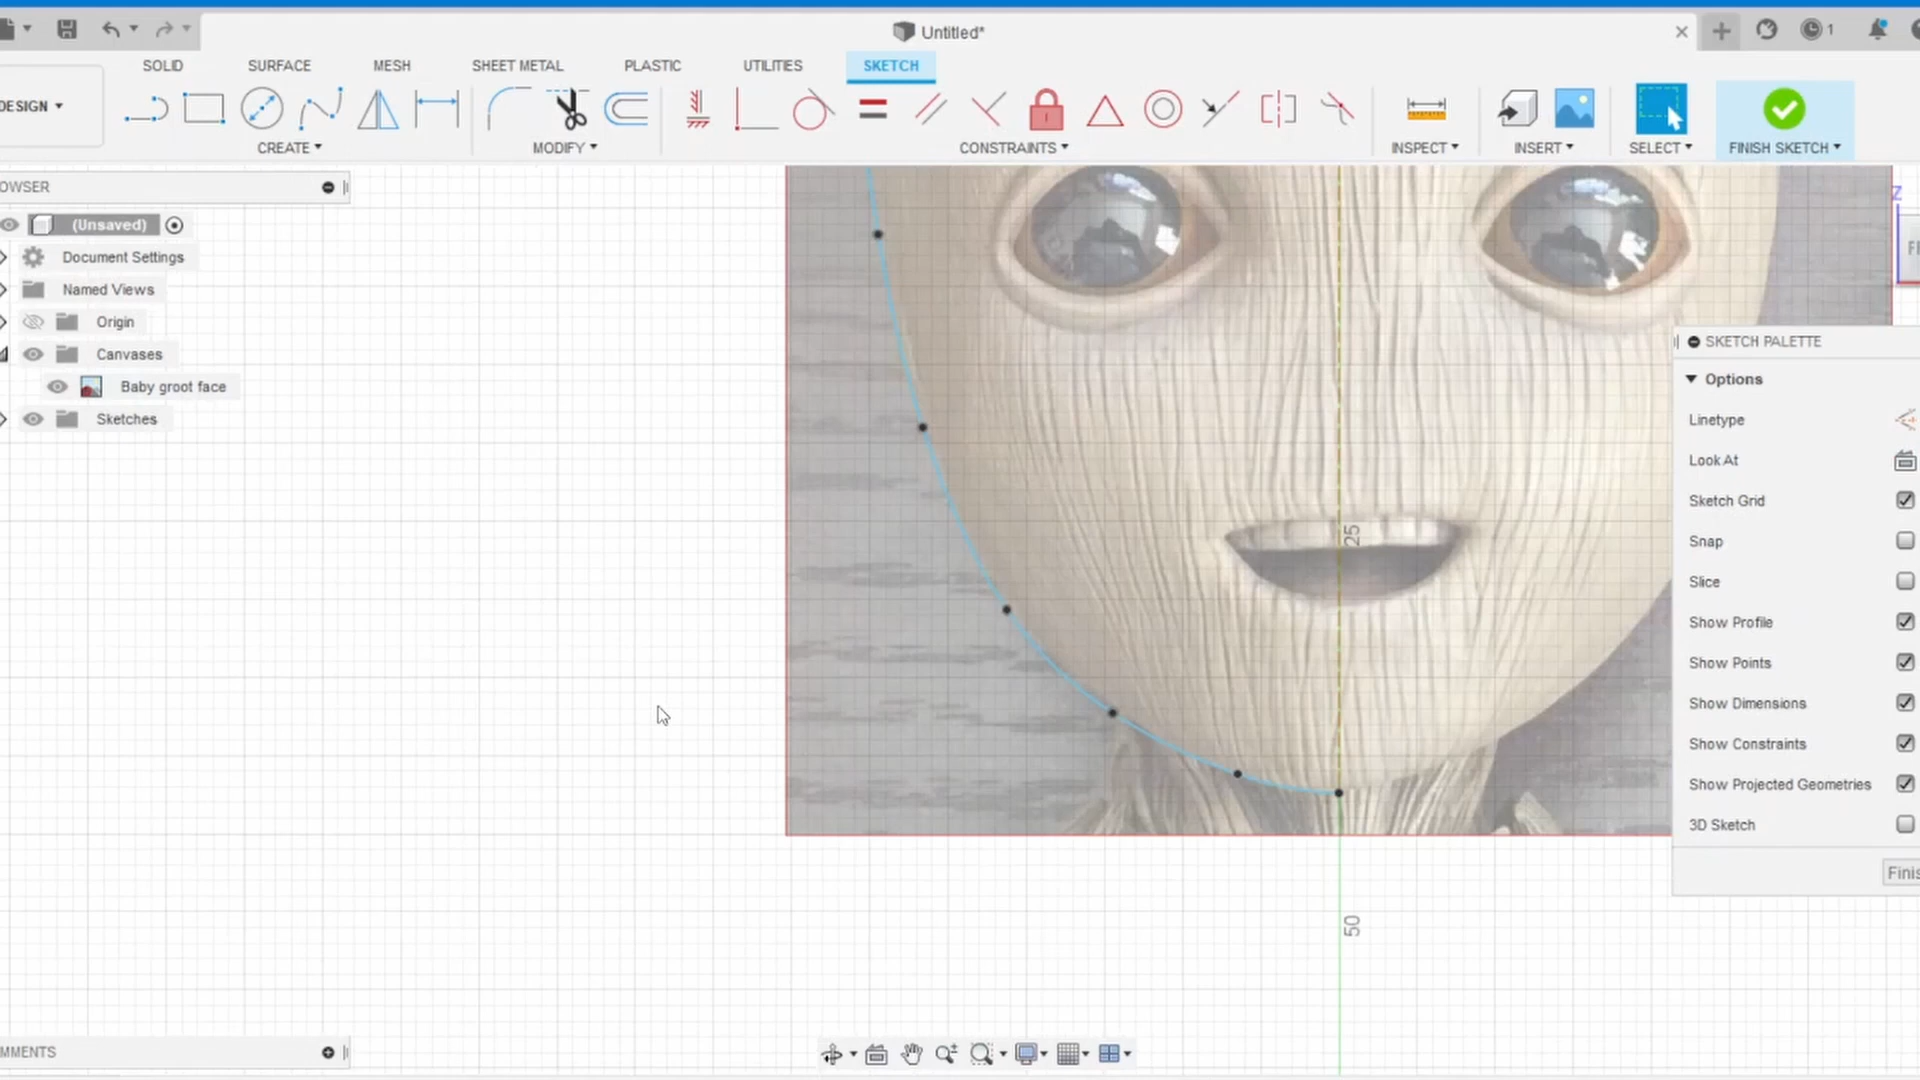 Untitled*
1
SOLID
SURFACE
MESH
SHEET METAL
PLASTIC
UTILITIES
SKETCH
DESIGN
CREATE
MODIFY
CONSTRAINTS
INSPECT
INSERT
SELECT
FINISH SKETCH
OWSER
(Unsaved)
Document Settings
Named Views
Origin
Canvases
Baby groot face
Sketches
Z
SKETCH PALETTE
Options
Linetype
Look At
Sketch Grid
Snap
Slice
Show Profile
Show Points
Show Dimensions
Show Constraints
Show Projected Geometries
3D Sketch
Finis
25
50
MMENTS